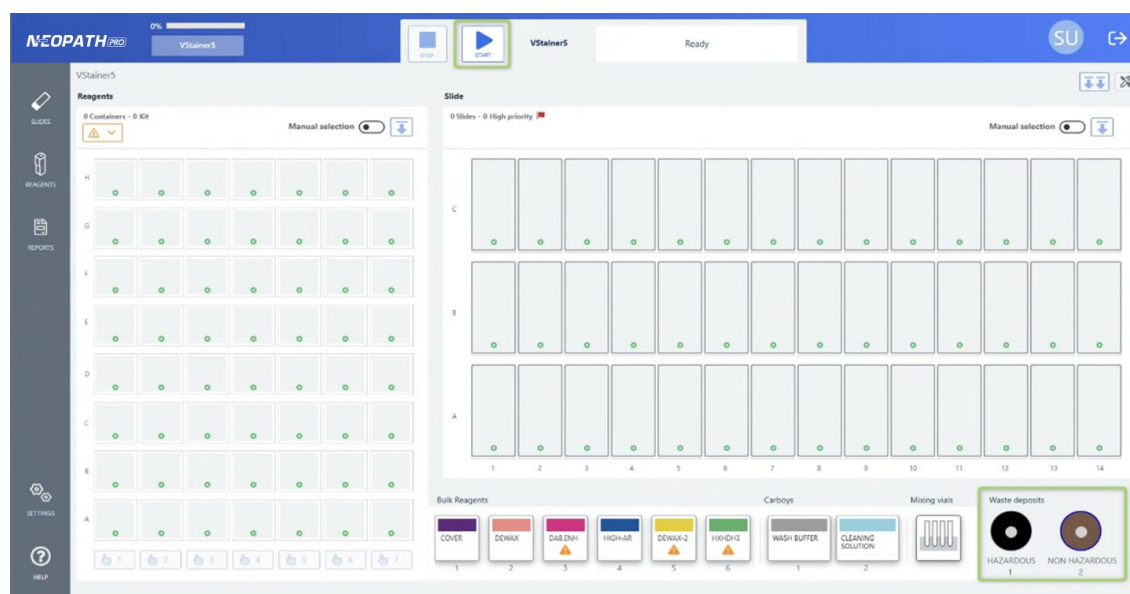 NEOPATH PRO
0%
VStainer5
STOP
START
VStainer5
Ready
SU
VStainer5
Reagents
0 Containers - 0 Kit
Manual selection
Slide
0 Slides - 0 High priority
Manual selection
SLIDES
REAGENTS
REPORTS
SETTINGS
HELP
H
G
F
E
D
C
B
A
1 2 3 4 5 6 7
C
B
A
1 2 3 4 5 6 7 8 9 10 11 12 13 14
Bulk Reagents
COVER
1
DEWAX
2
DAB.ENH
3
HIGH-AR
4
DEWAX-2
5
HXHDH3
6
Carboys
WASH BUFFER
1
CLEANING
SOLUTION
2
Mixing vials
Waste deposits
HAZARDOUS
1
NON HAZARDOUS
2